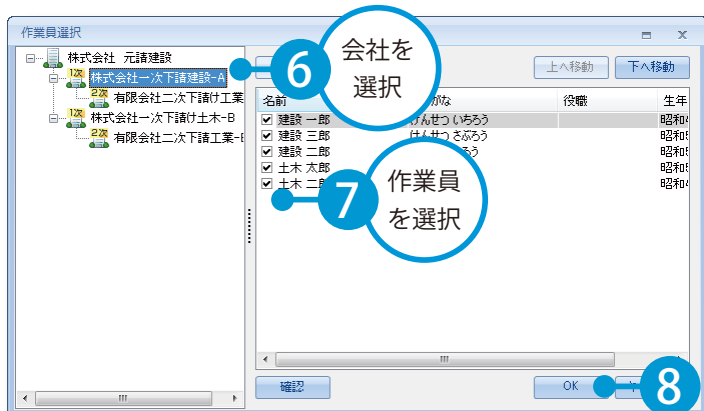 作業員選択
株式会社 元請建設
1次 株式会社一次下請建設-A
2次 有限会社二次下請け工業
1次 株式会社一次下請け土木-B
2次 有限会社二次下請工業-E
6
会社を
選択
上へ移動
下へ移動
名前
がな
役職
生年
建設 一郎
けんせつ いちろう
昭和
建設 三郎
けんせつ さぶろう
昭和
建設 二郎
ろう
昭和
土木 太郎
昭和
土木 二郎
昭和
7
作業員
を選択
確認
OK
8